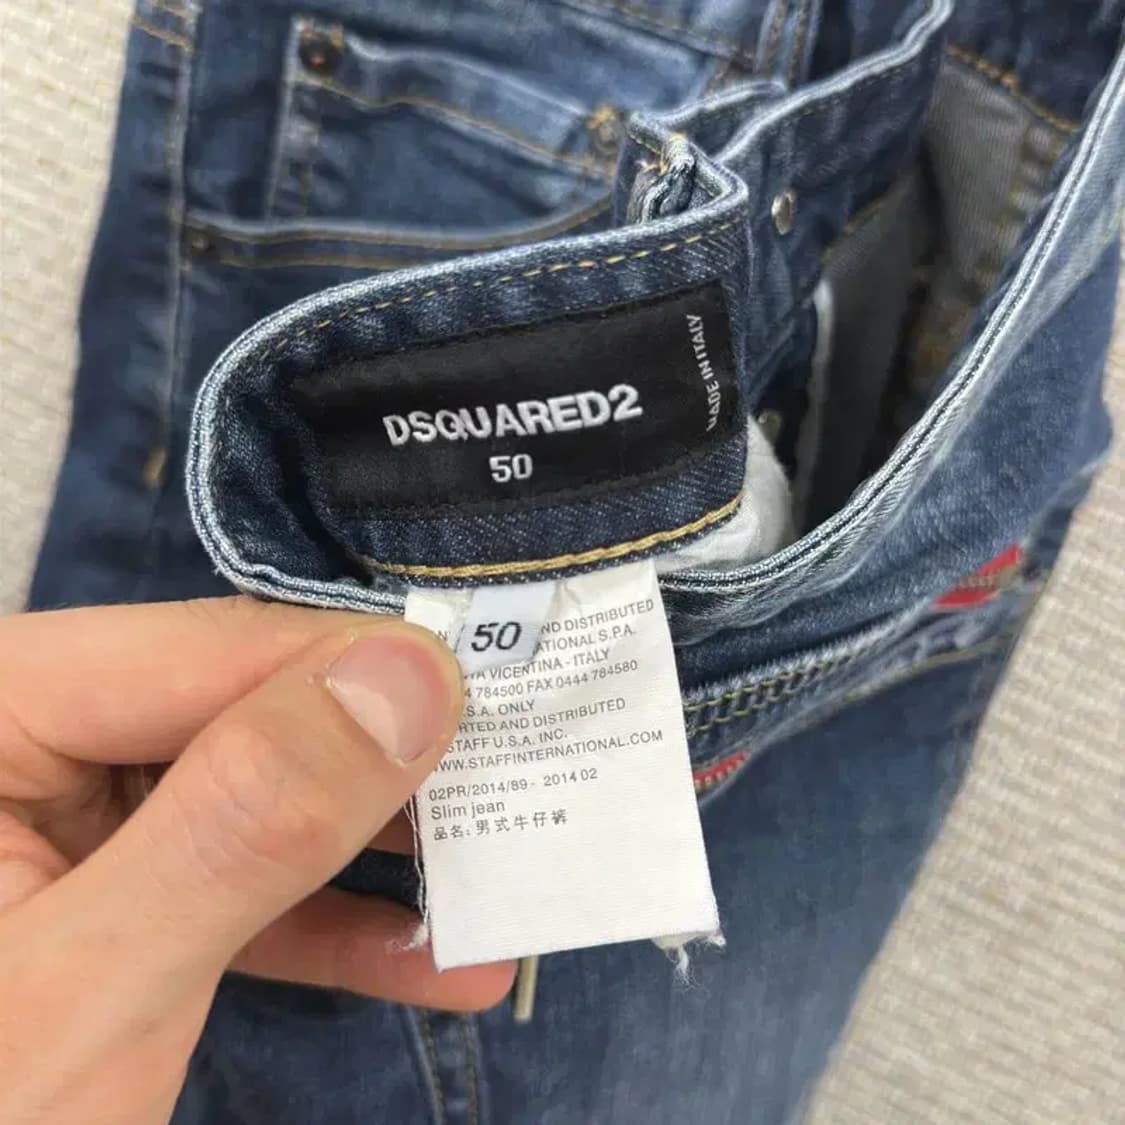 DSQUARED2
50
MADE IN ITALY
50
ND DISTRIBUTED
ATIONAL S.P.A.
VICENTINA - ITALY
4 784500 FAX 0444 784580
S.A. ONLY
RTED AND DISTRIBUTED
STAFF U.S.A. INC.
WWW.STAFFINTERNATIONAL.COM
02PR/2014/89 - 2014 02
Slim jean
品名: 男式牛仔裤